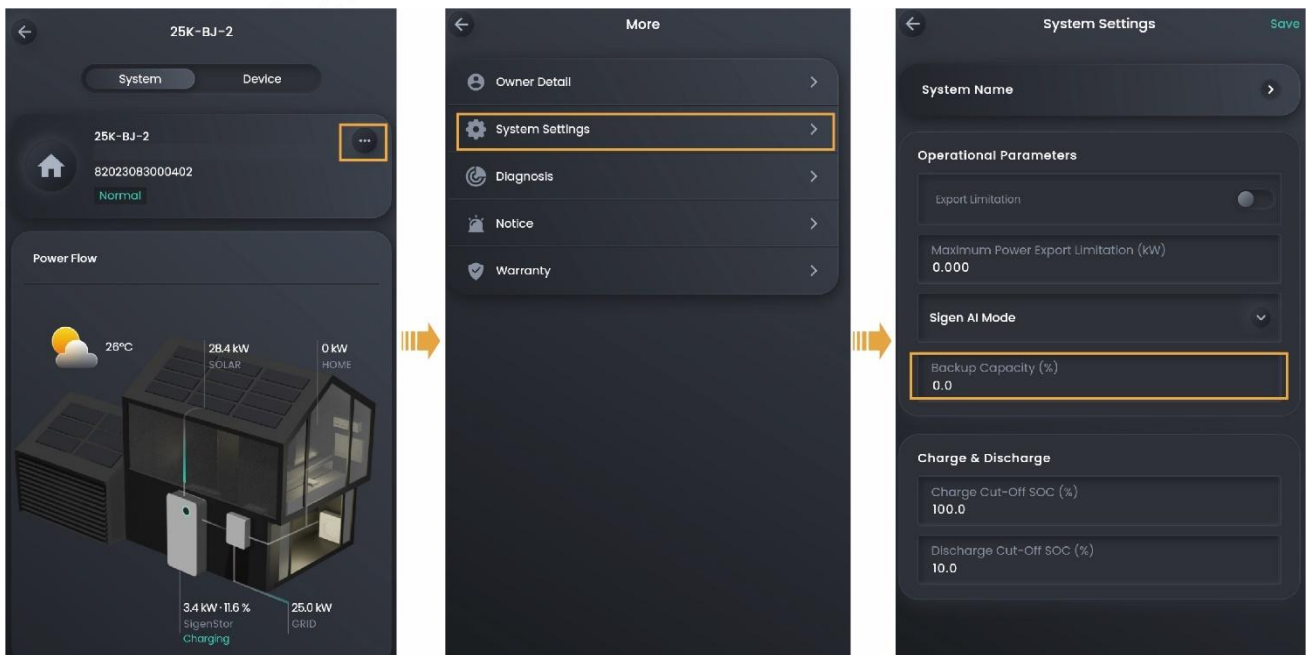 25K-BJ-2
System
Device
25K-BJ-2
82023083000402
Normal
Power Flow
26°C
28.4 kW
SOLAR
0 kW
HOME
3.4 kW · 11.6 %
SigenStor
Charging
25.0 kW
GRID
More
Owner Detail
System Settings
Diagnosis
Notice
Warranty
System Settings
Save
System Name
Operational Parameters
Export Limitation
Maximum Power Export Limitation (kW)
0.000
Sigen AI Mode
Backup Capacity (%)
0.0
Charge & Discharge
Charge Cut-Off SOC (%)
100.0
Discharge Cut-Off SOC (%)
10.0